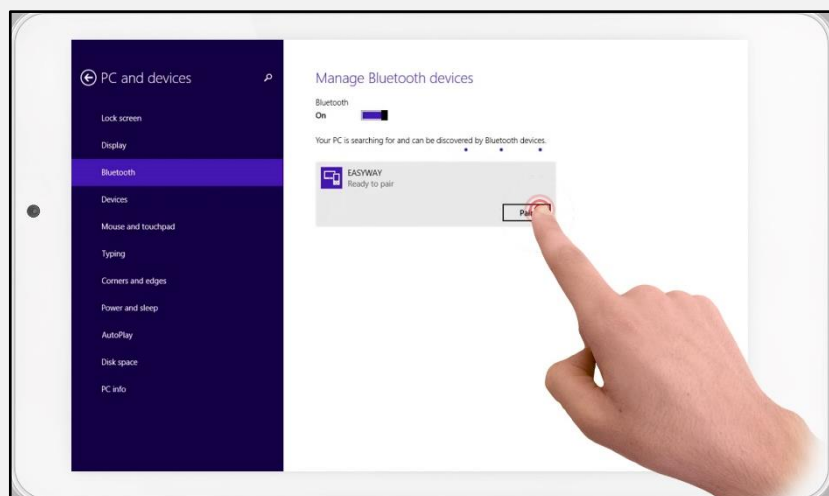 PC and devices
Lock screen
Display
Bluetooth
Devices
Mouse and touchpad
Typing
Corners and edges
Power and sleep
AutoPlay
Disk space
PC info
Manage Bluetooth devices
Bluetooth
On
Your PC is searching for and can be discovered by Bluetooth devices.
EASYWAY
Ready to pair